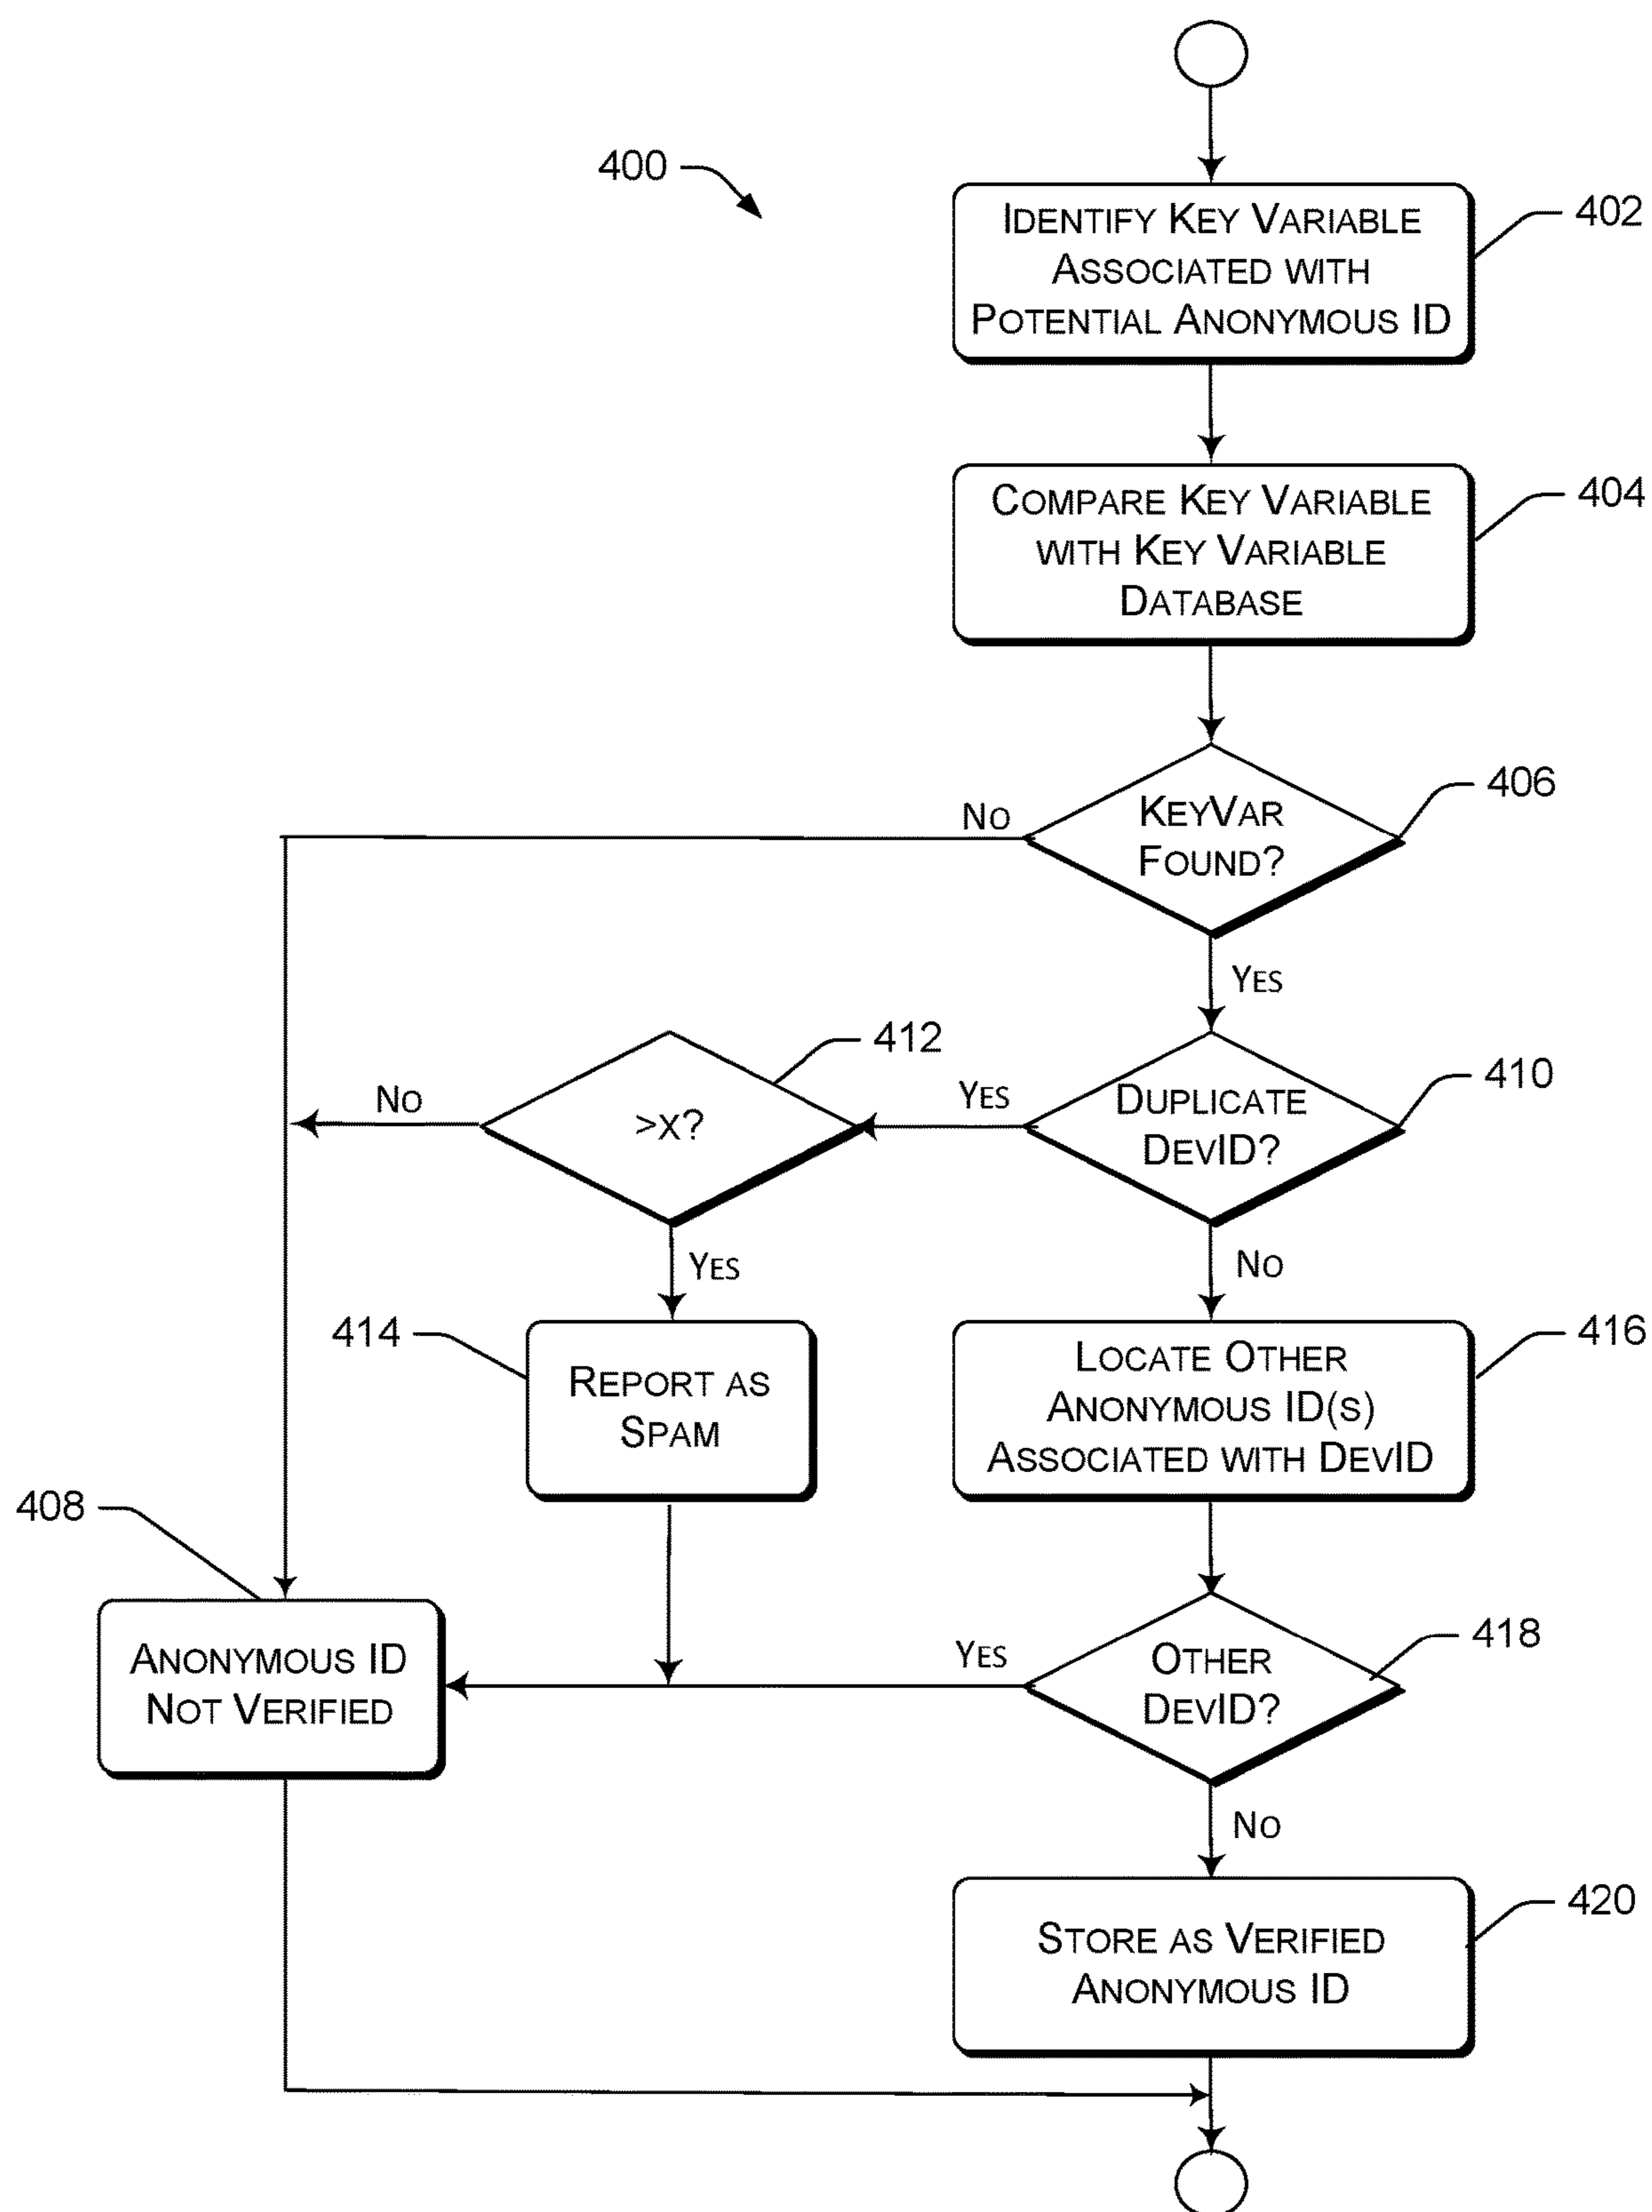 400
IDENTIFY KEY VARIABLE
ASSOCIATED WITH
POTENTIAL ANONYMOUS ID
402
COMPARE KEY VARIABLE
WITH KEY VARIABLE
DATABASE
404
KEYVAR
FOUND?
406
NO
YES
412
>X?
NO
YES
DUPLICATE
DEVID?
410
YES
NO
414
REPORT AS
SPAM
LOCATE OTHER
ANONYMOUS ID(S)
ASSOCIATED WITH DEVID
416
408
ANONYMOUS ID
NOT VERIFIED
YES
OTHER
DEVID?
418
NO
STORE AS VERIFIED
ANONYMOUS ID
420